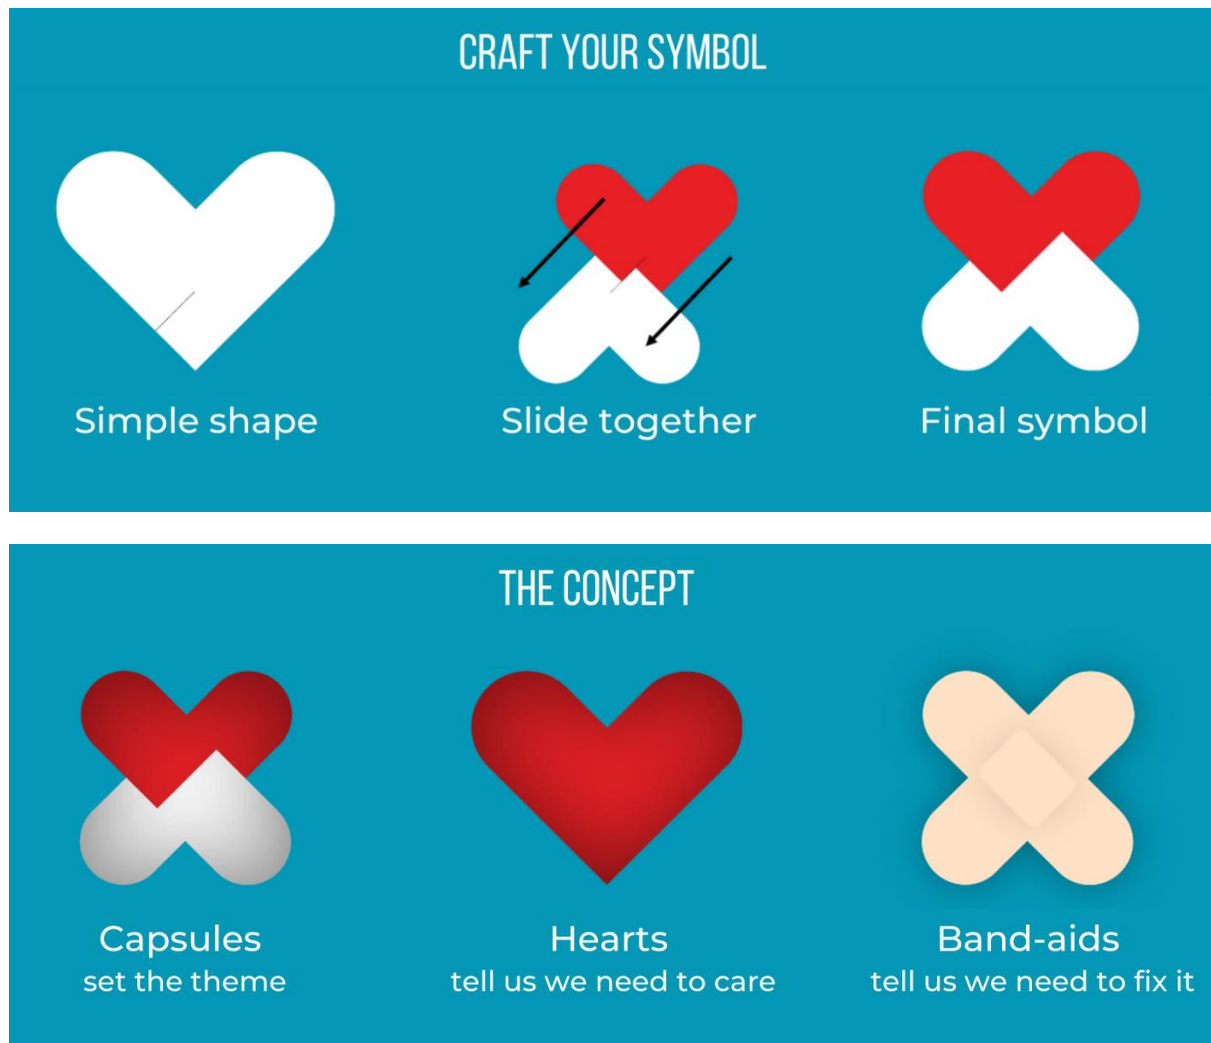 CRAFT YOUR SYMBOL
Simple shape
Slide together
Final symbol
THE CONCEPT
Capsules
set the theme
Hearts
tell us we need to care
Band-aids
tell us we need to fix it